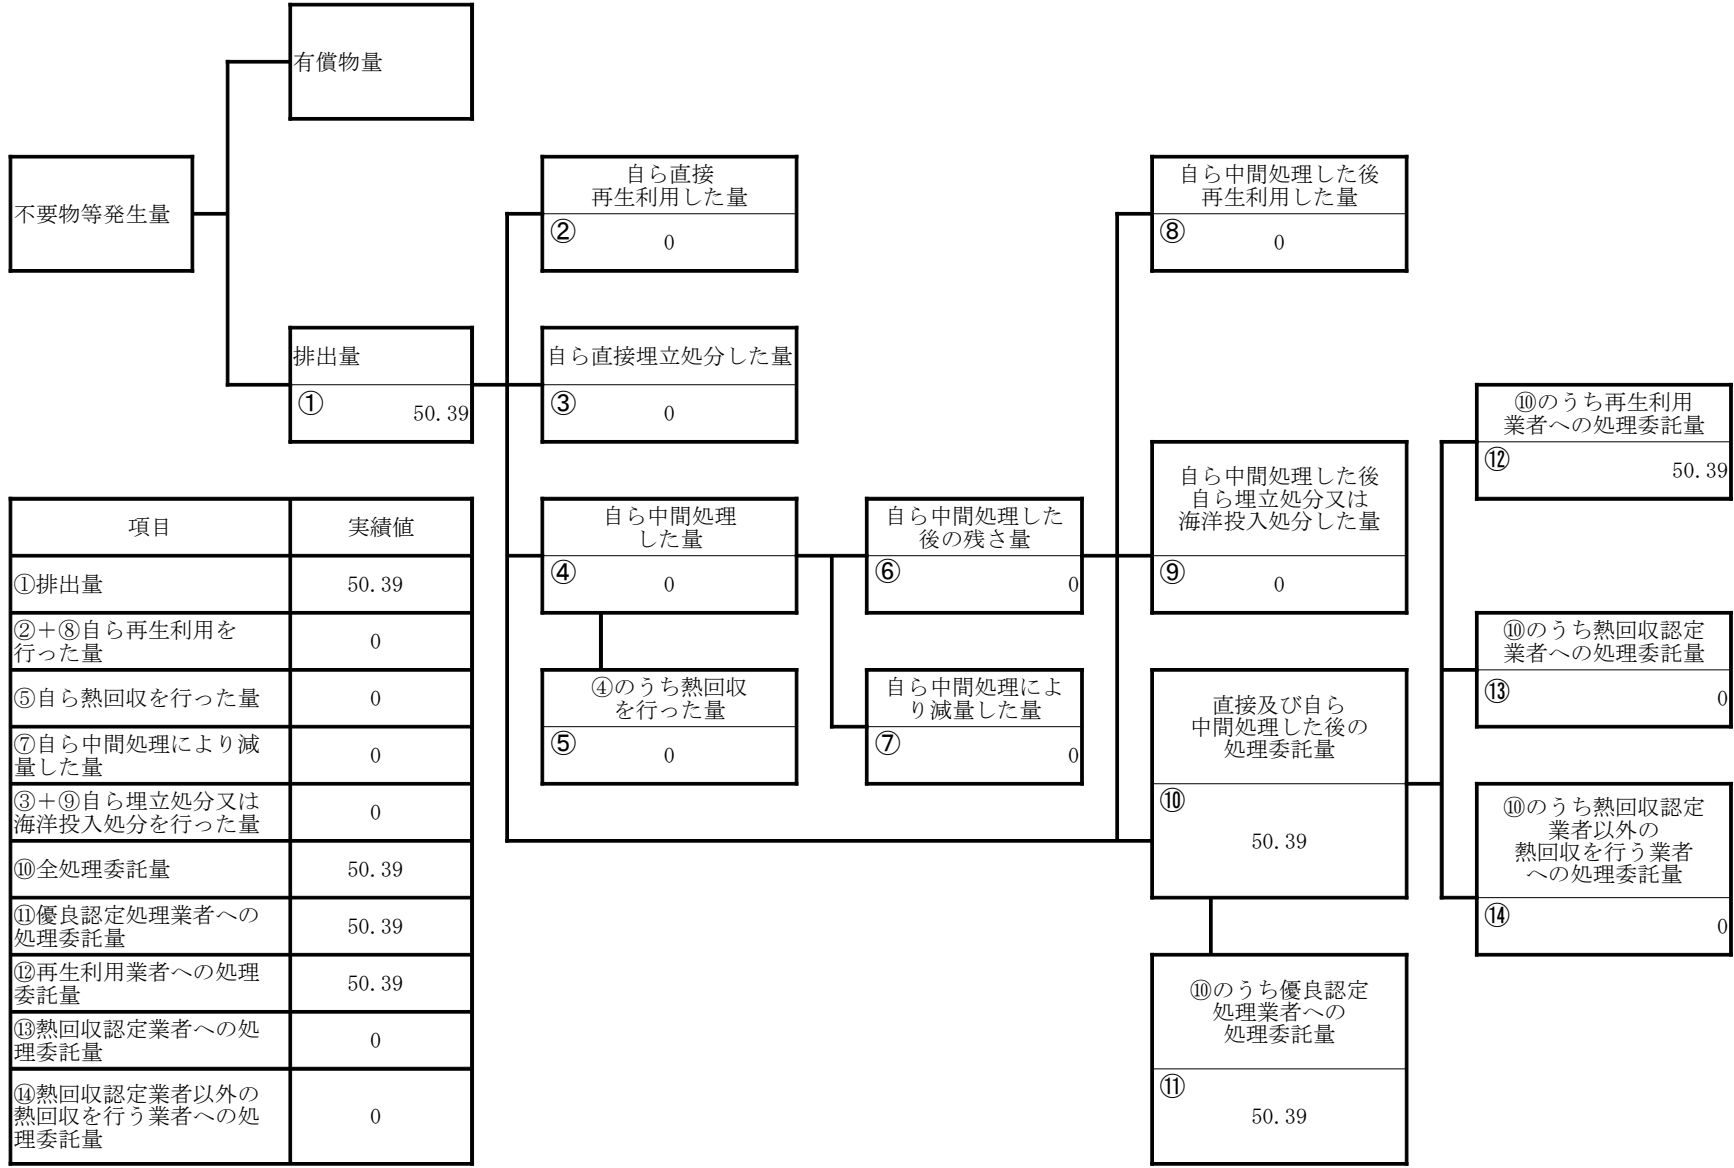 有償物量
不要物等発生量
自ら直接
再生利用した量
②
0
自ら中間処理した後
再生利用した量
⑧
0
排出量
①
50.39
自ら直接埋立処分した量
③
0
⑩のうち再生利用
業者への処理委託量
⑫
50.39
自ら中間処理
した量
④
0
自ら中間処理した
後の残さ量
⑥
0
自ら中間処理した後
自ら埋立処分又は
海洋投入処分した量
⑨
0
⑩のうち熱回収認定
業者への処理委託量
⑬
0
④のうち熱回収
を行った量
⑤
0
自ら中間処理によ
り減量した量
⑦
0
直接及び自ら
中間処理した後の
処理委託量
⑩
50.39
⑩のうち熱回収認定
業者以外の
熱回収を行う業者
への処理委託量
⑭
0
⑩のうち優良認定
処理業者への
処理委託量
⑪
50.39
項目
実績値
①排出量
50.39
②＋⑧自ら再生利用を
行った量
0
⑤自ら熱回収を行った量
0
⑦自ら中間処理により減
量した量
0
③＋⑨自ら埋立処分又は
海洋投入処分を行った量
0
⑩全処理委託量
50.39
⑪優良認定処理業者への
処理委託量
50.39
⑫再生利用業者への処理
委託量
50.39
⑬熱回収認定業者への処
理委託量
0
⑭熱回収認定業者以外の
熱回収を行う業者への処
理委託量
0